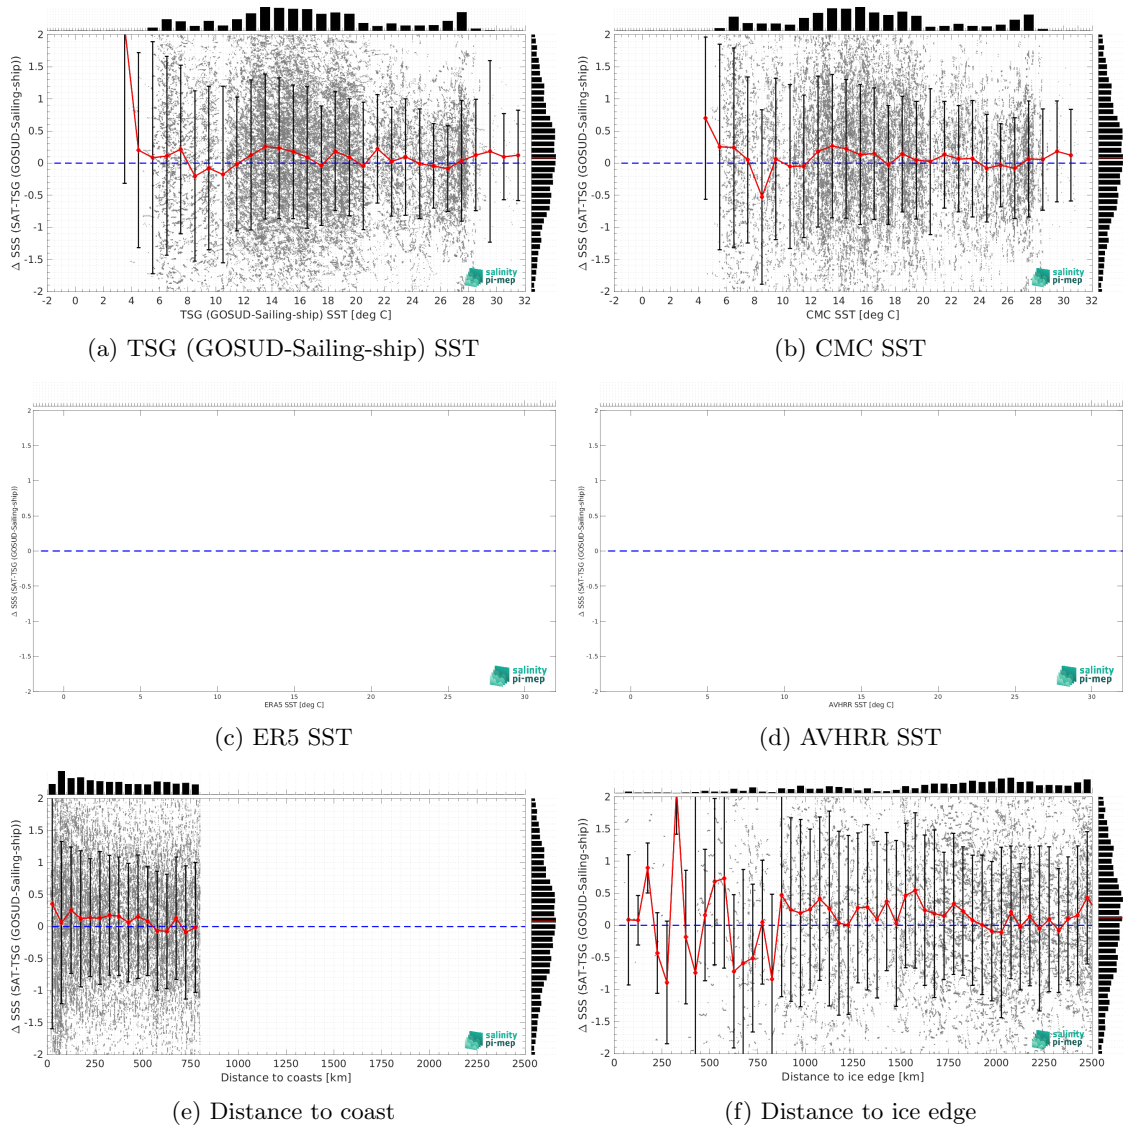 2
1.5
1
0.5
0
-0.5
-1
-1.5
-2
Δ SSS (SAT-TSG (GOSUD-Sailing-ship))
-2 0 2 4 6 8 10 12 14 16 18 20 22 24 26 28 30 32
TSG (GOSUD-Sailing-ship) SST [deg C]
salinity
pi-mep
(a) TSG (GOSUD-Sailing-ship) SST
2
1.5
1
0.5
0
-0.5
-1
-1.5
-2
Δ SSS (SAT-TSG (GOSUD-Sailing-ship))
-2 0 2 4 6 8 10 12 14 16 18 20 22 24 26 28 30 32
CMC SST [deg C]
salinity
pi-mep
(b) CMC SST
2
1.5
1
0.5
0
-0.5
-1
-1.5
-2
Δ SSS (SAT-TSG (GOSUD-Sailing-ship))
0 5 10 15 20 25 30
ERA5 SST [deg C]
salinity
pi-mep
(c) ER5 SST
2
1.5
1
0.5
0
-0.5
-1
-1.5
-2
Δ SSS (SAT-TSG (GOSUD-Sailing-ship))
0 5 10 15 20 25 30
AVHRR SST [deg C]
salinity
pi-mep
(d) AVHRR SST
2
1.5
1
0.5
0
-0.5
-1
-1.5
-2
Δ SSS (SAT-TSG (GOSUD-Sailing-ship))
0 250 500 750 1000 1250 1500 1750 2000 2250 2500
Distance to coasts [km]
salinity
pi-mep
(e) Distance to coast
2
1.5
1
0.5
0
-0.5
-1
-1.5
-2
Δ SSS (SAT-TSG (GOSUD-Sailing-ship))
0 250 500 750 1000 1250 1500 1750 2000 2250 2500
Distance to ice edge [km]
salinity
pi-mep
(f) Distance to ice edge